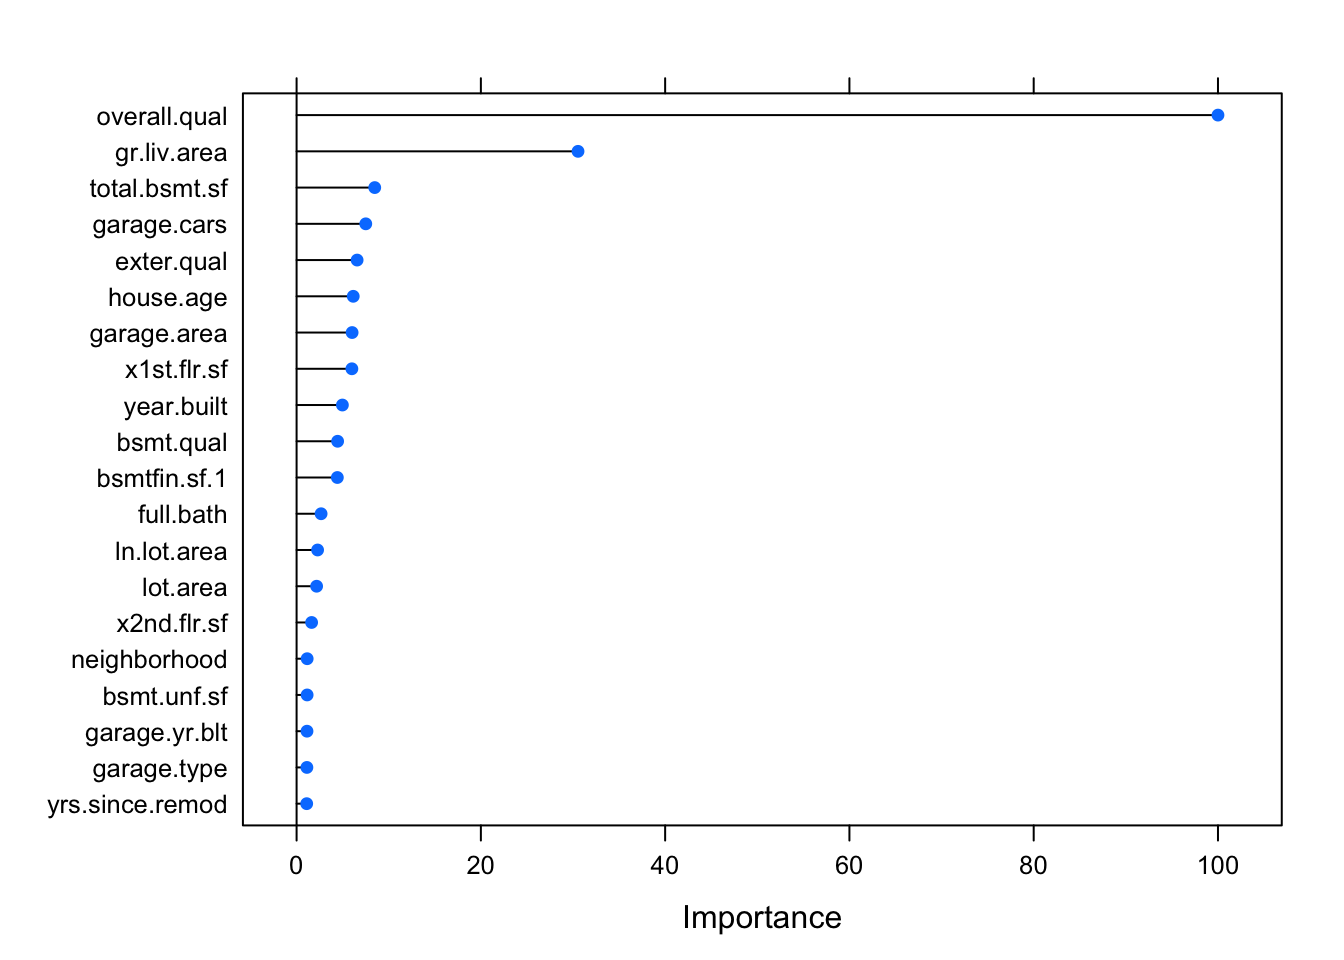 overall.qual
gr.liv.area
total.bsmt.sf
garage.cars
exter.qual
house.age
garage.area
x1st.flr.sf
year.built
bsmt.qual
bsmtfin.sf.1
full.bath
ln.lot.area
lot.area
x2nd.flr.sf
neighborhood
bsmt.unf.sf
garage.yr.blt
garage.type
yrs.since.remod
0 20 40 60 80 100
Importance